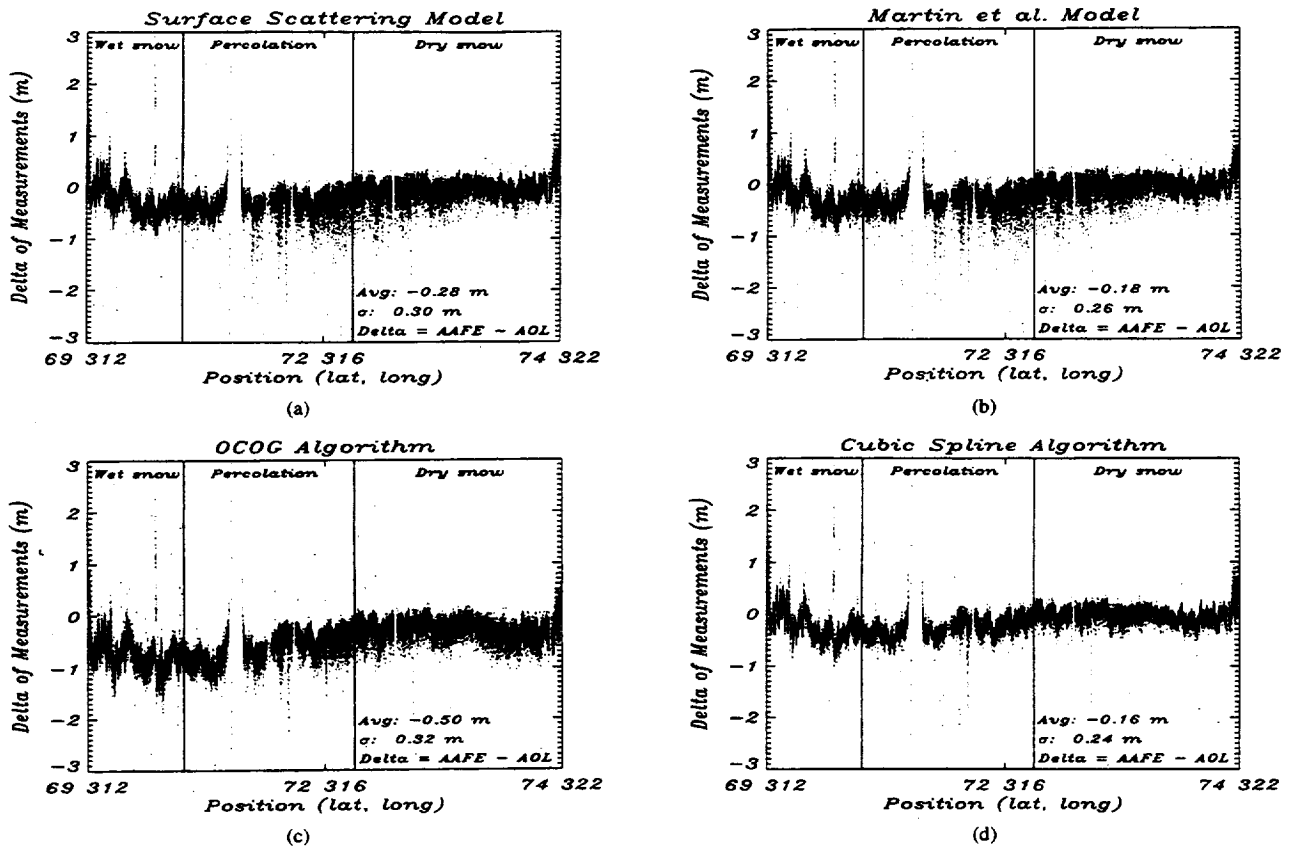 Surface Scattering Model
Wet snow Percolation Dry snow
Delta of Measurements (m)
3
2
1
0
-1
-2
-3
Avg: -0.28 m
σ: 0.30 m
Delta = AAFE - AOL
69 312 72 316 74 322
Position (lat, long)
(a)
Martin et al. Model
Wet snow Percolation Dry snow
Delta of Measurements (m)
3
2
1
0
-1
-2
-3
Avg: -0.18 m
σ: 0.26 m
Delta = AAFE - AOL
69 312 72 316 74 322
Position (lat, long)
(b)
OCOG Algorithm
Wet snow Percolation Dry snow
Delta of Measurements (m)
3
2
1
0
-1
-2
-3
Avg: -0.50 m
σ: 0.32 m
Delta = AAFE - AOL
69 312 72 316 74 322
Position (lat, long)
(c)
Cubic Spline Algorithm
Wet snow Percolation Dry snow
Delta of Measurements (m)
3
2
1
0
-1
-2
-3
Avg: -0.16 m
σ: 0.24 m
Delta = AAFE - AOL
69 312 72 316 74 322
Position (lat, long)
(d)